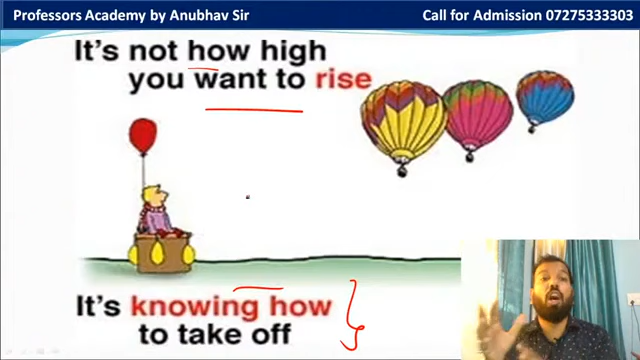 Professors Academy by Anubhav Sir Call for Admission 07275333303
It's not how high
you want to rise
It's knowing how
to take off